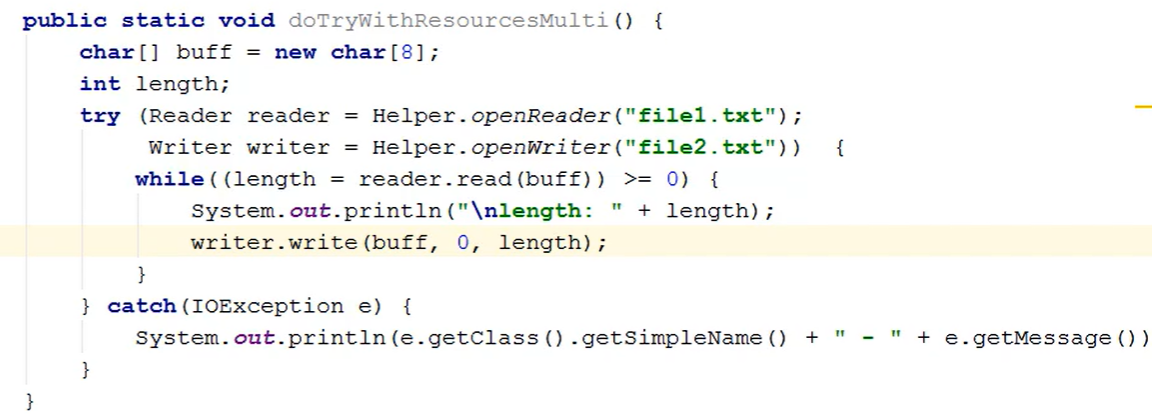 public static void doTryWithResourcesMulti() {
    char[] buff = new char[8];
    int length;
    try (Reader reader = Helper.openReader("file1.txt");
         Writer writer = Helper.openWriter("file2.txt"))  {
        while((length = reader.read(buff)) >= 0) {
            System.out.println("\nlength: " + length);
            writer.write(buff, 0, length);
        }
    } catch(IOException e) {
        System.out.println(e.getClass().getSimpleName() + " - " + e.getMessage())
    }
}